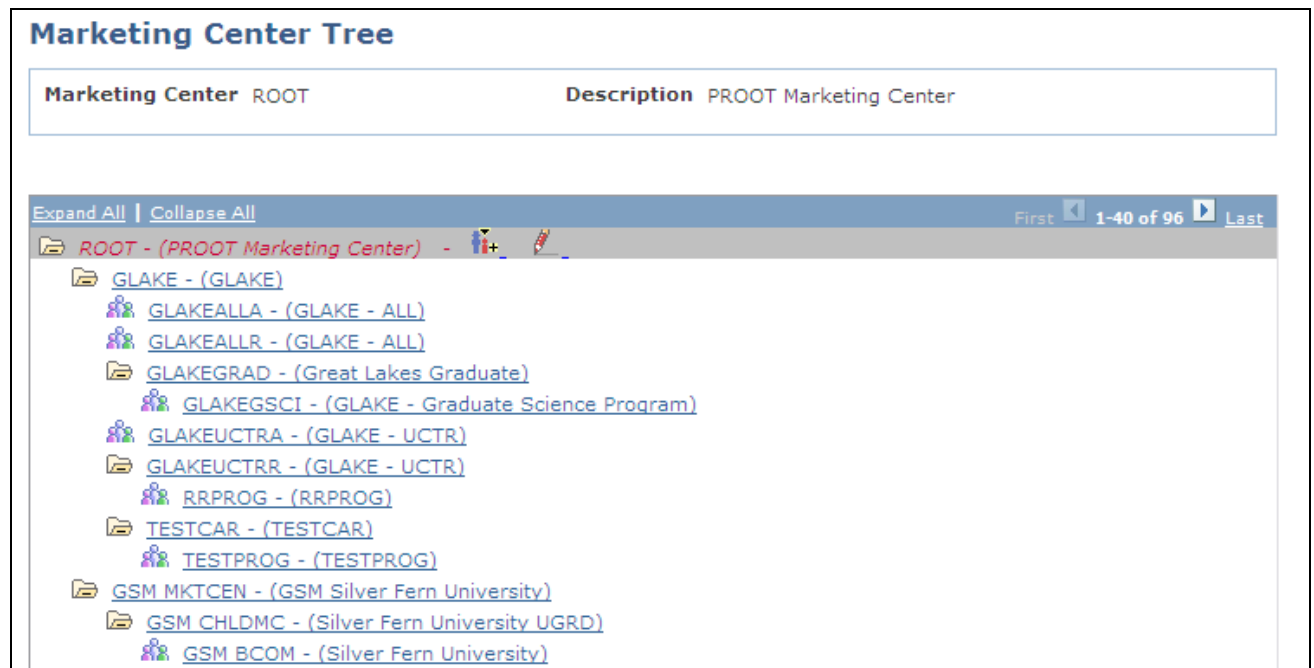 Marketing Center Tree
Marketing Center ROOT Description PROOT Marketing Center
Expand All | Collapse All First 1-40 of 96 Last
ROOT - (PROOT Marketing Center) -
GLAKE - (GLAKE)
GLAKEALLA - (GLAKE - ALL)
GLAKEALLR - (GLAKE - ALL)
GLAKEGRAD - (Great Lakes Graduate)
GLAKEGSCI - (GLAKE - Graduate Science Program)
GLAKEUCTRA - (GLAKE - UCTR)
GLAKEUCTRR - (GLAKE - UCTR)
RRPROG - (RRPROG)
TESTCAR - (TESTCAR)
TESTPROG - (TESTPROG)
GSM MKTCEN - (GSM Silver Fern University)
GSM CHLDMC - (Silver Fern University UGRD)
GSM BCOM - (Silver Fern University)